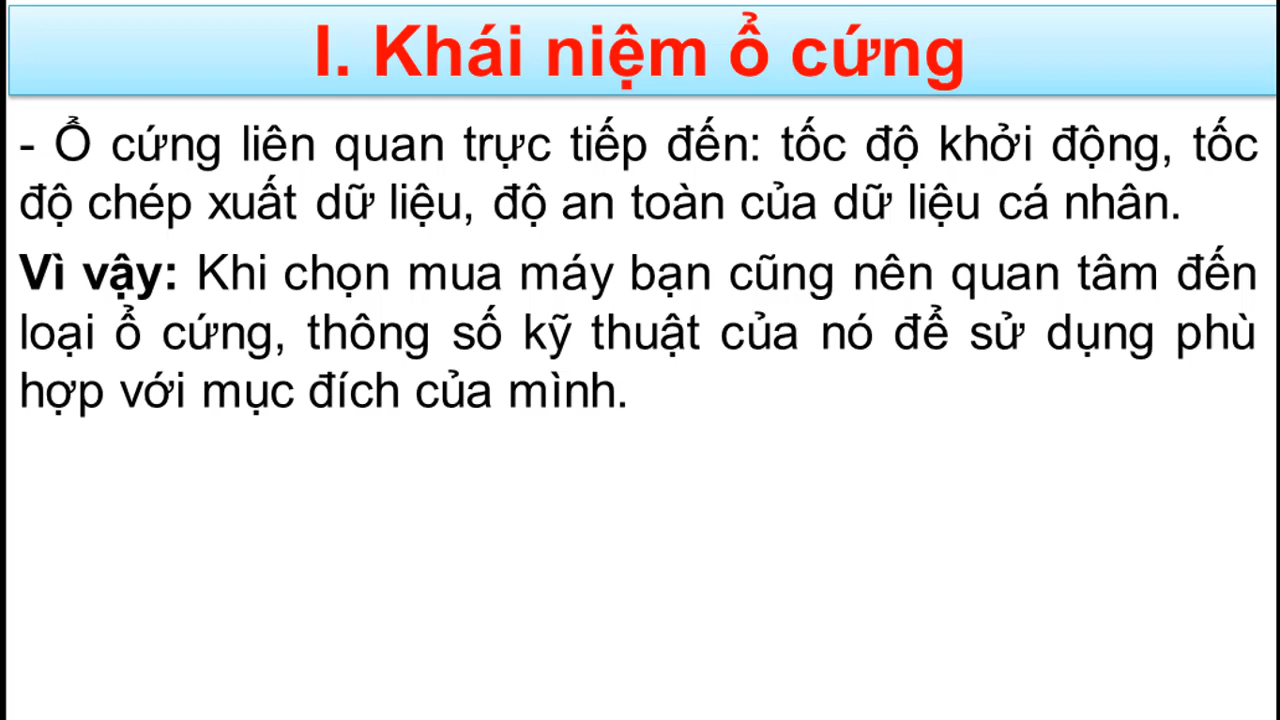 I. Khái niệm ổ cứng
- Ổ cứng liên quan trực tiếp đến: tốc độ khởi động, tốc
độ chép xuất dữ liệu, độ an toàn của dữ liệu cá nhân.
Vì vậy: Khi chọn mua máy bạn cũng nên quan tâm đến
loại ổ cứng, thông số kỹ thuật của nó để sử dụng phù
hợp với mục đích của mình.